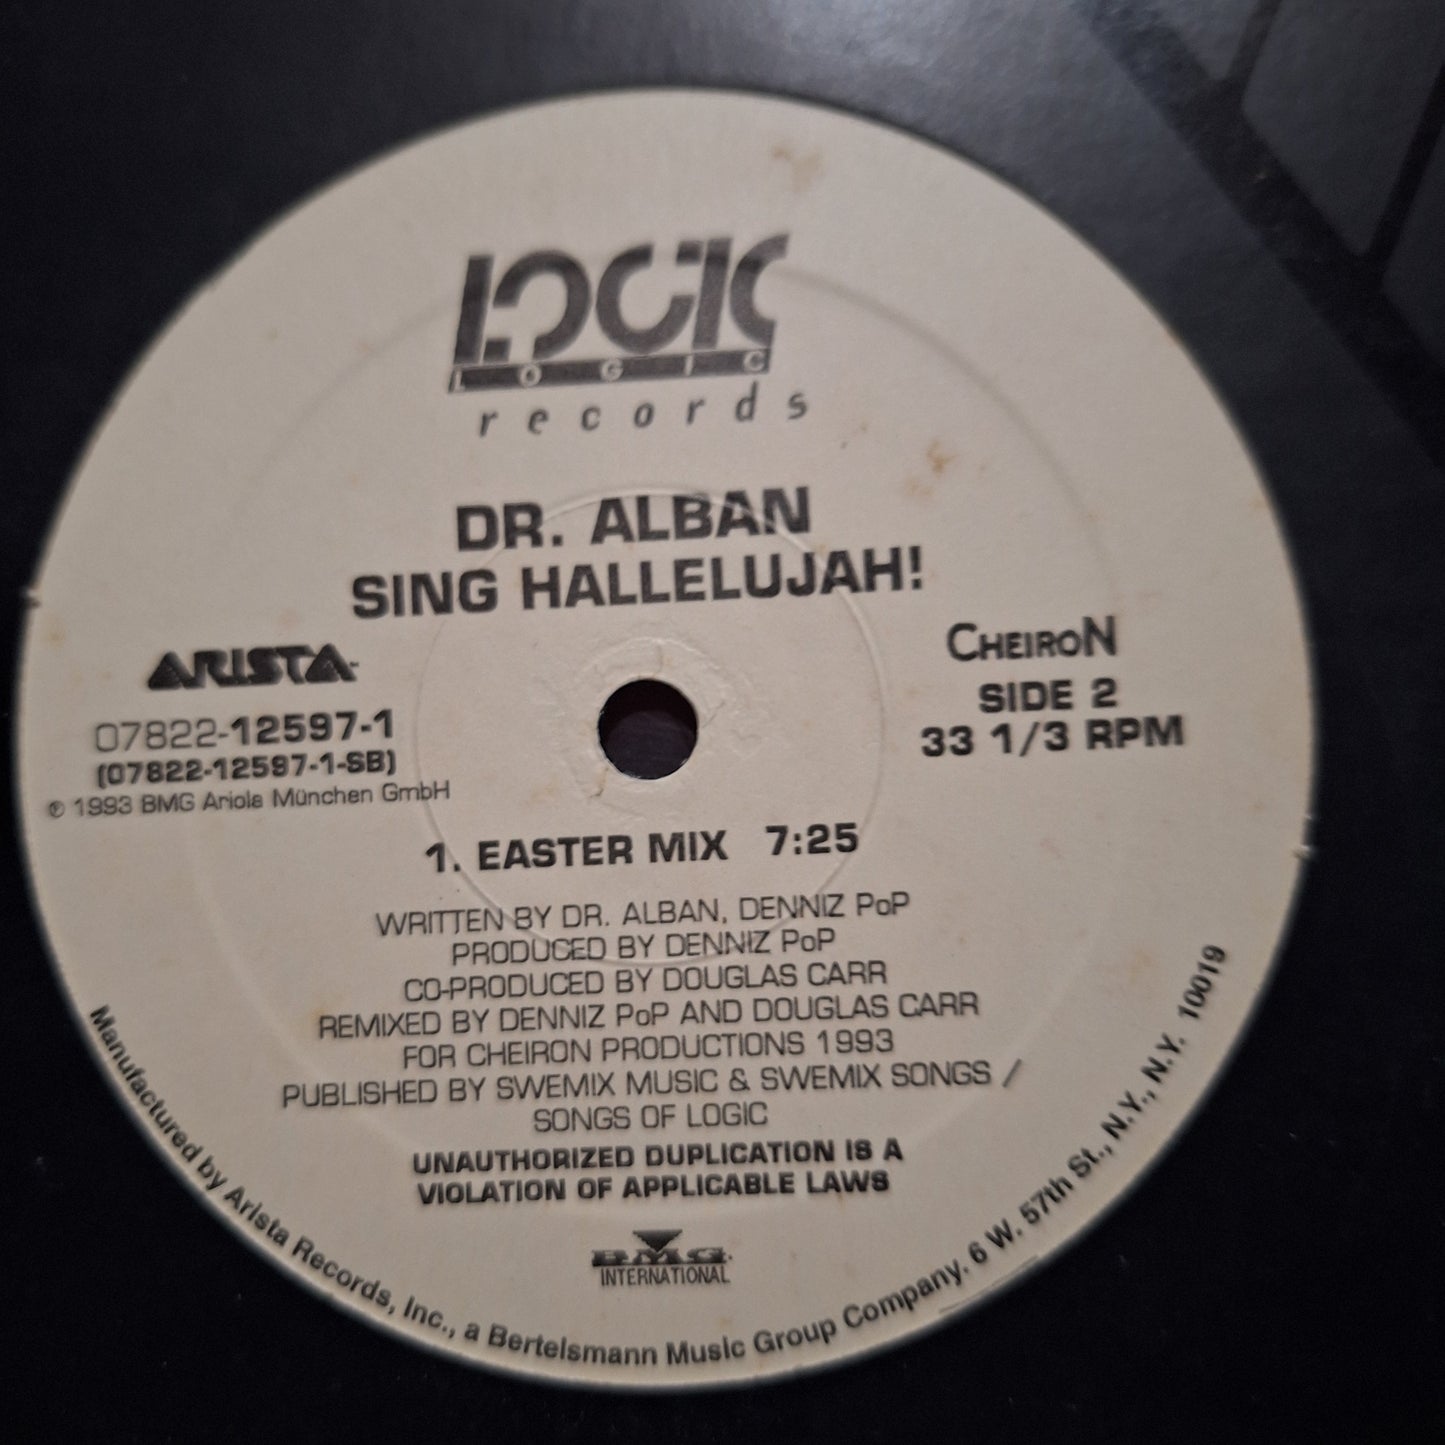 LOGIC
LOGIC
records
DR. ALBAN
SING HALLELUJAH!
ARISTA
07822-12597-1
(07822-12597-1-SB)
℗ 1993 BMG Ariola München GmbH
CHEIRON
SIDE 2
33 1/3 RPM
1. EASTER MIX 7:25
WRITTEN BY DR. ALBAN, DENNIZ PoP
PRODUCED BY DENNIZ PoP
CO-PRODUCED BY DOUGLAS CARR
REMIXED BY DENNIZ PoP AND DOUGLAS CARR
FOR CHEIRON PRODUCTIONS 1993
PUBLISHED BY SWEMIX MUSIC & SWEMIX SONGS /
SONGS OF LOGIC
UNAUTHORIZED DUPLICATION IS A
VIOLATION OF APPLICABLE LAWS
BMG
INTERNATIONAL
Manufactured by Arista Records, Inc., a Bertelsmann Music Group Company. 6 W. 57th St., N.Y., N.Y. 10019